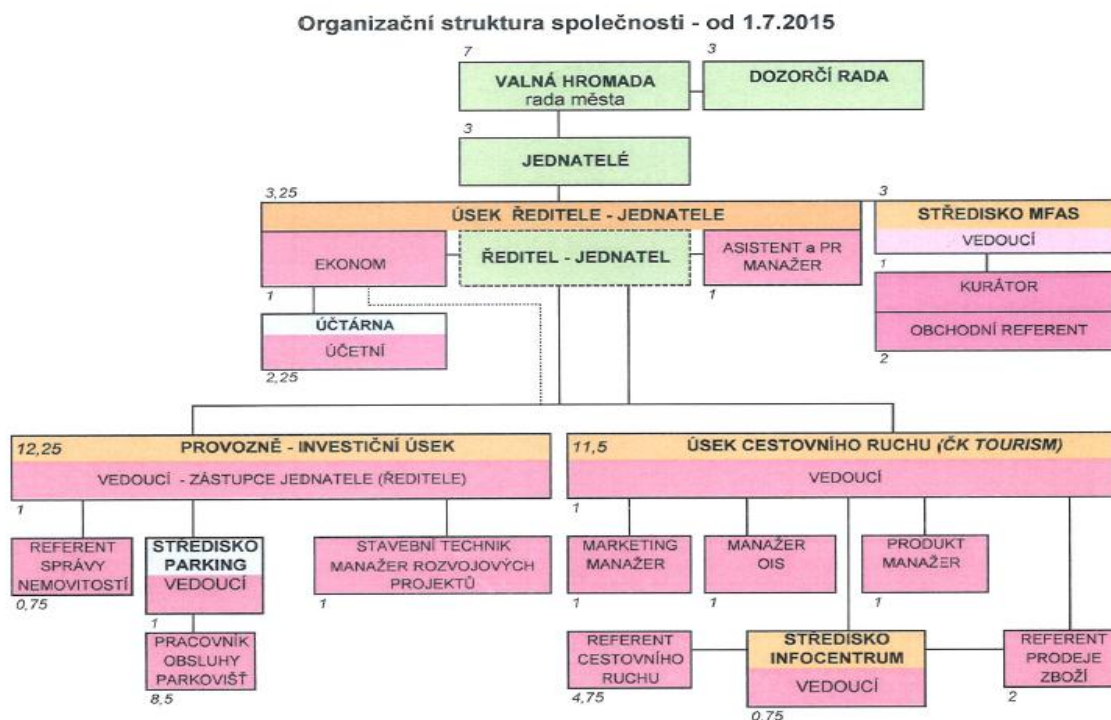 Organizační struktura společnosti - od 1.7.2015
7
VALNÁ HROMADA
rada města
3
DOZORČÍ RADA
3
JEDNATELÉ
3,25
ÚSEK ŘEDITELE - JEDNATELE
EKONOM
1
ŘEDITEL - JEDNATEL
ASISTENT a PR
MANAŽER
1
3
STŘEDISKO MFAS
VEDOUCÍ
1
KURÁTOR
OBCHODNÍ REFERENT
2
ÚČTÁRNA
ÚČETNÍ
2,25
12,25
PROVOZNĚ - INVESTIČNÍ ÚSEK
VEDOUCÍ - ZÁSTUPCE JEDNATELE (ŘEDITELE)
1
11,5
ÚSEK CESTOVNÍHO RUCHU (ČK TOURISM)
VEDOUCÍ
1
REFERENT
SPRÁVY
NEMOVITOSTÍ
0,75
STŘEDISKO
PARKING
VEDOUCÍ
1
PRACOVNÍK
OBSLUHY
PARKOVIŠŤ
8,5
STAVEBNÍ TECHNIK
MANAŽER ROZVOJOVÝCH
PROJEKTŮ
1
MARKETING
MANAŽER
1
MANAŽER
OIS
1
PRODUKT
MANAŽER
1
REFERENT
CESTOVNÍHO
RUCHU
4,75
STŘEDISKO
INFOCENTRUM
VEDOUCÍ
0,75
REFERENT
PRODEJE
ZBOŽÍ
2